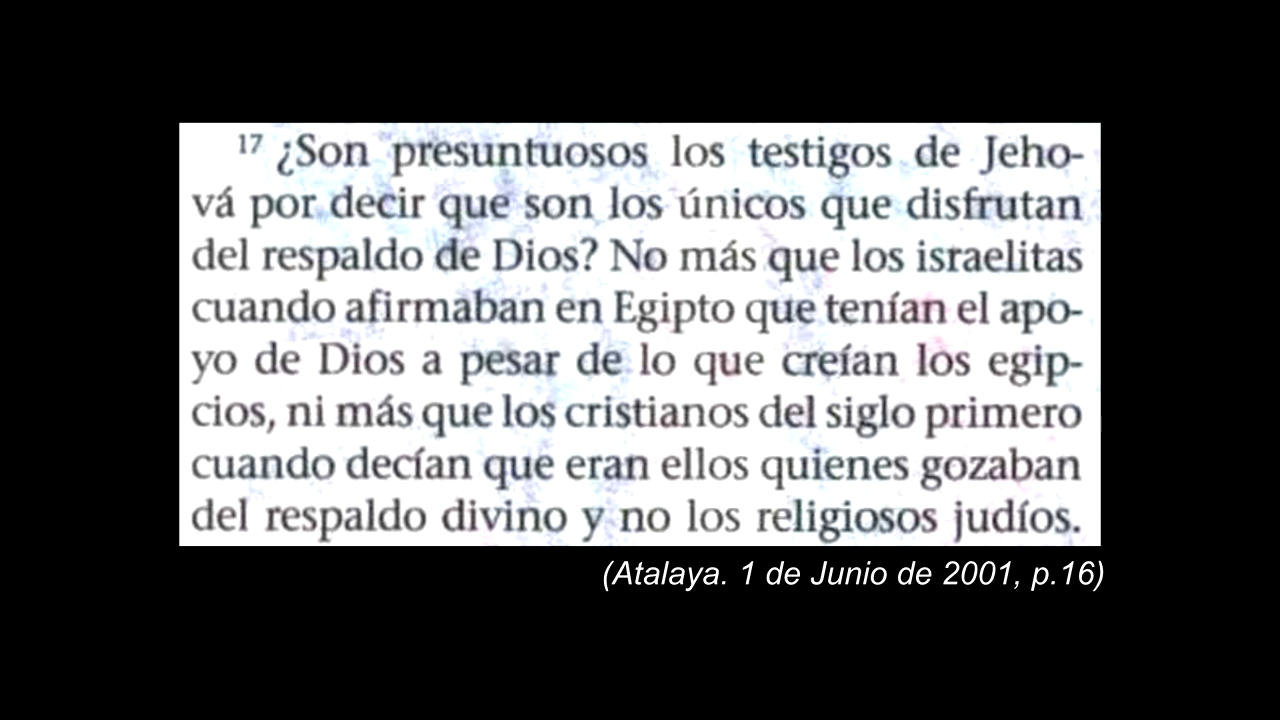 17 ¿Son presuntuosos los testigos de Jeho-
vá por decir que son los únicos que disfrutan
del respaldo de Dios? No más que los israelitas
cuando afirmaban en Egipto que tenían el apo-
yo de Dios a pesar de lo que creían los egip-
cios, ni más que los cristianos del siglo primero
cuando decían que eran ellos quienes gozaban
del respaldo divino y no los religiosos judíos.
(Atalaya. 1 de Junio de 2001, p.16)